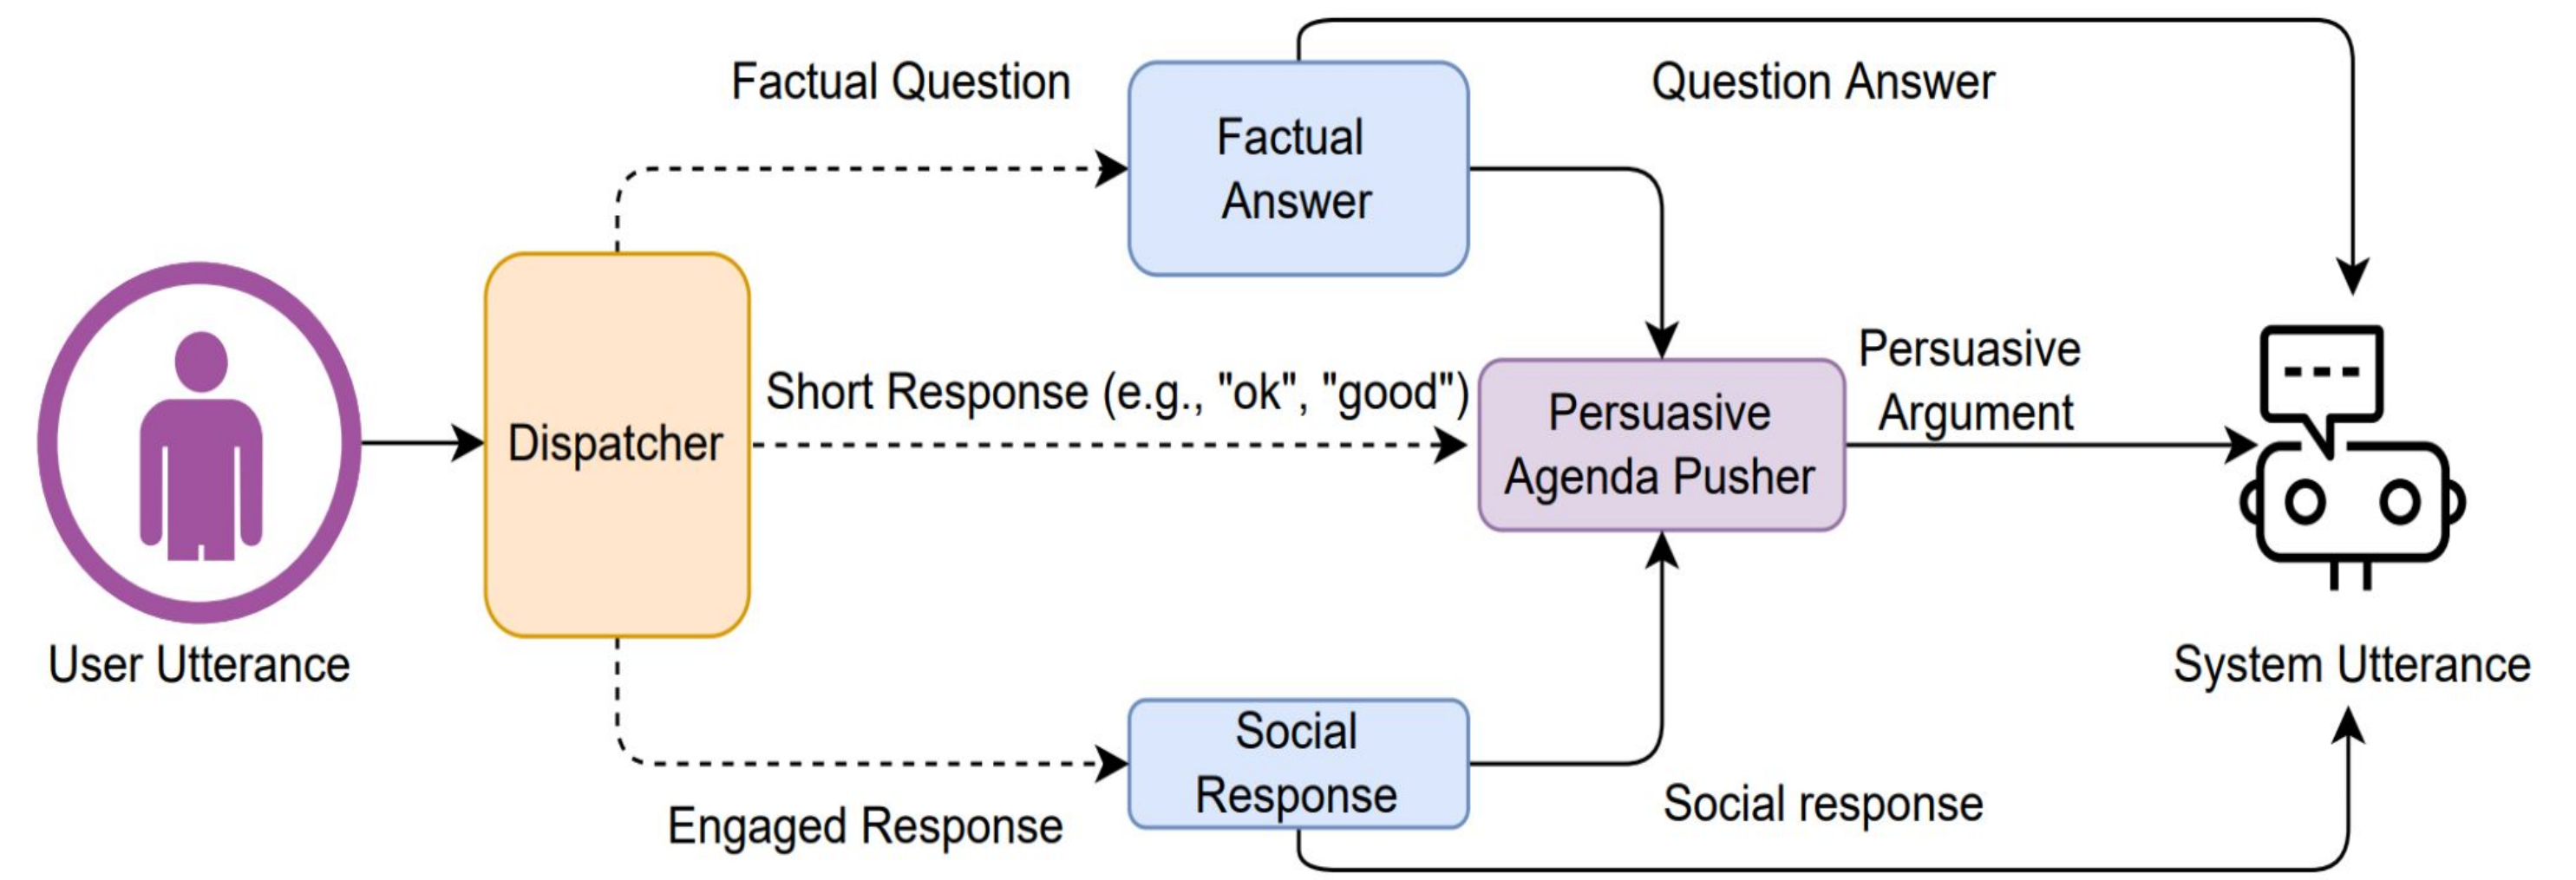 Factual Question
Question Answer
Factual
Answer
Short Response (e.g., "ok", "good")
Persuasive
Argument
Dispatcher
Persuasive
Agenda Pusher
User Utterance
System Utterance
Social
Response
Engaged Response
Social response